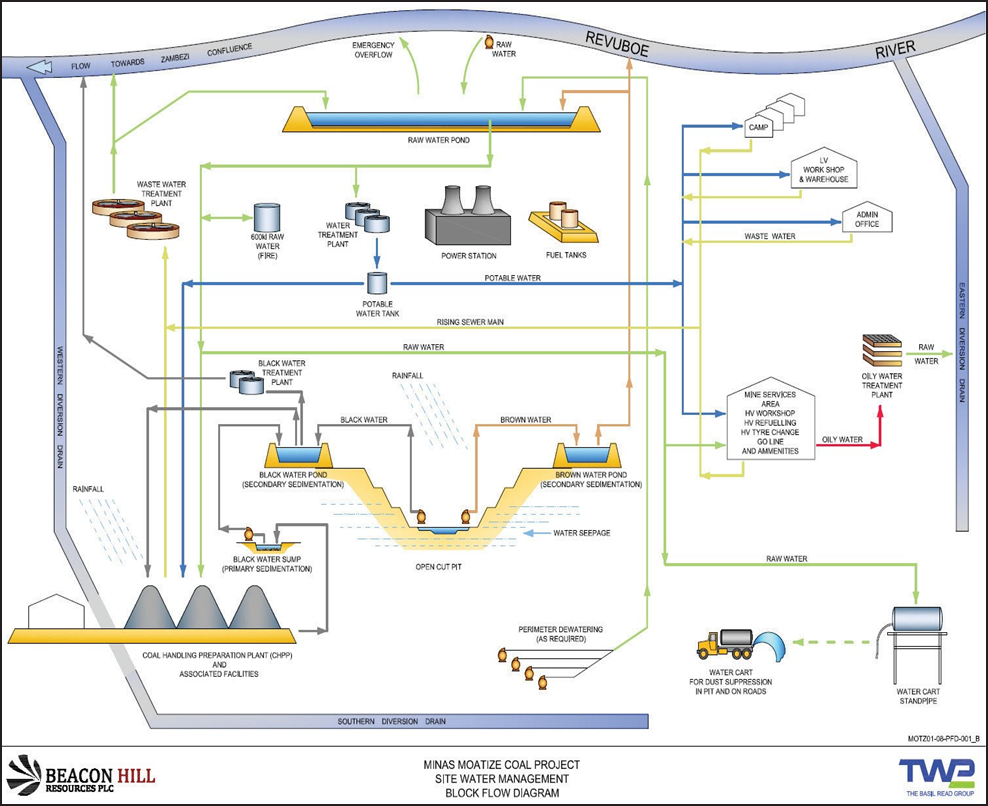 REVUBOE
RIVER
FLOW TOWARDS ZAMBEZI CONFLUENCE
EMERGENCY
OVERFLOW
RAW
WATER
RAW WATER POND
CAMP
LV
WORK SHOP
& WAREHOUSE
ADMIN
OFFICE
WASTE WATER
WASTE WATER
TREATMENT
PLANT
600kl RAW
WATER
(FIRE)
WATER
TREATMENT
PLANT
POWER STATION
FUEL TANKS
POTABLE WATER
POTABLE
WATER TANK
RISING SEWER MAIN
RAW WATER
EASTERN DIVERSION DRAIN
WESTERN DIVERSION DRAIN
BLACK WATER
TREATMENT
PLANT
RAINFALL
BLACK WATER
BROWN WATER
OILY WATER
TREATMENT
PLANT
RAW
WATER
MINE SERVICES
AREA
HV WORKSHOP
HV REFUELLING
HV TYRE CHANGE
GO LINE
AND AMMENITIES
OILY WATER
BLACK WATER POND
(SECONDARY SEDIMENTATION)
BROWN WATER POND
(SECONDARY SEDIMENTATION)
RAINFALL
WATER SEEPAGE
BLACK WATER SUMP
(PRIMARY SEDIMENTATION)
OPEN CUT PIT
RAW WATER
PERIMETER DEWATERING
(AS REQUIRED)
COAL HANDLING PREPARATION PLANT (CHPP)
AND
ASSOCIATED FACILITIES
WATER CART
FOR DUST SUPPRESSION
IN PIT AND ON ROADS
WATER CART
STANDPIPE
SOUTHERN DIVERSION DRAIN
MOTZ01-08-PFD-001_B
BEACON HILL
RESOURCES PLC
MINAS MOATIZE COAL PROJECT
SITE WATER MANAGEMENT
BLOCK FLOW DIAGRAM
TWP
THE BASIL READ GROUP